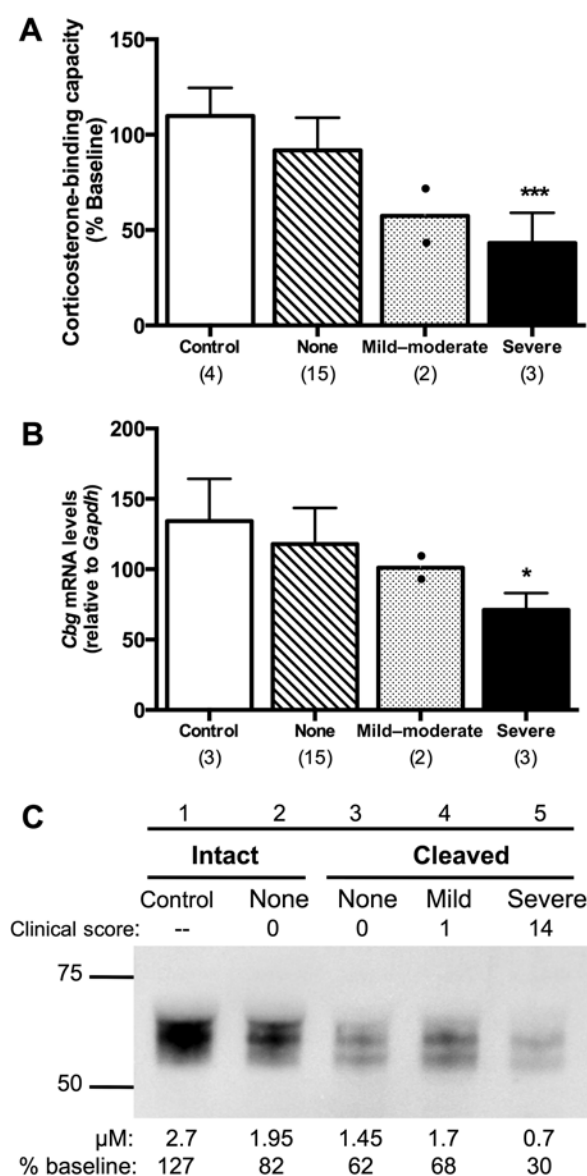 A
Corticosterone-binding capacity
(% Baseline)
150
100
50
0
Control None Mild–moderate Severe
(4) (15) (2) (3)
***
B
Cbg mRNA levels
(relative to Gapdh)
200
150
100
50
0
Control None Mild–moderate Severe
(3) (15) (2) (3)
*
C
1 2 3 4 5
Intact Cleaved
Control None None Mild Severe
Clinical score: -- 0 0 1 14
75
50
µM: 2.7 1.95 1.45 1.7 0.7
% baseline: 127 82 62 68 30